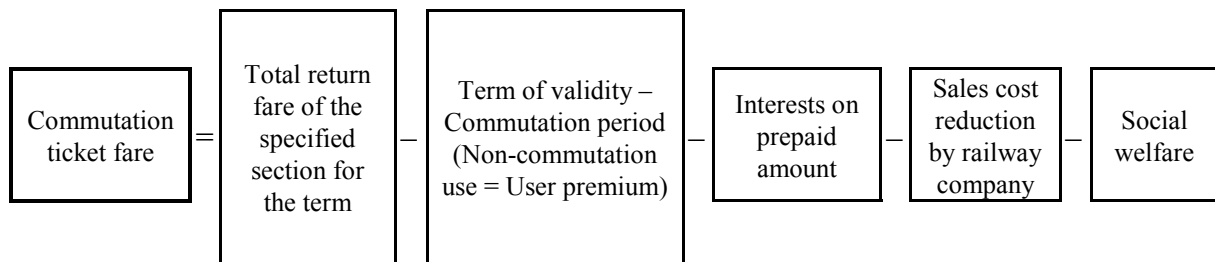 Commutation
ticket fare
=
Total return
fare of the
specified
section for
the term
–
Term of validity –
Commutation period
(Non-commutation
use = User premium)
–
Interests on
prepaid
amount
–
Sales cost
reduction
by railway
company
–
Social
welfare